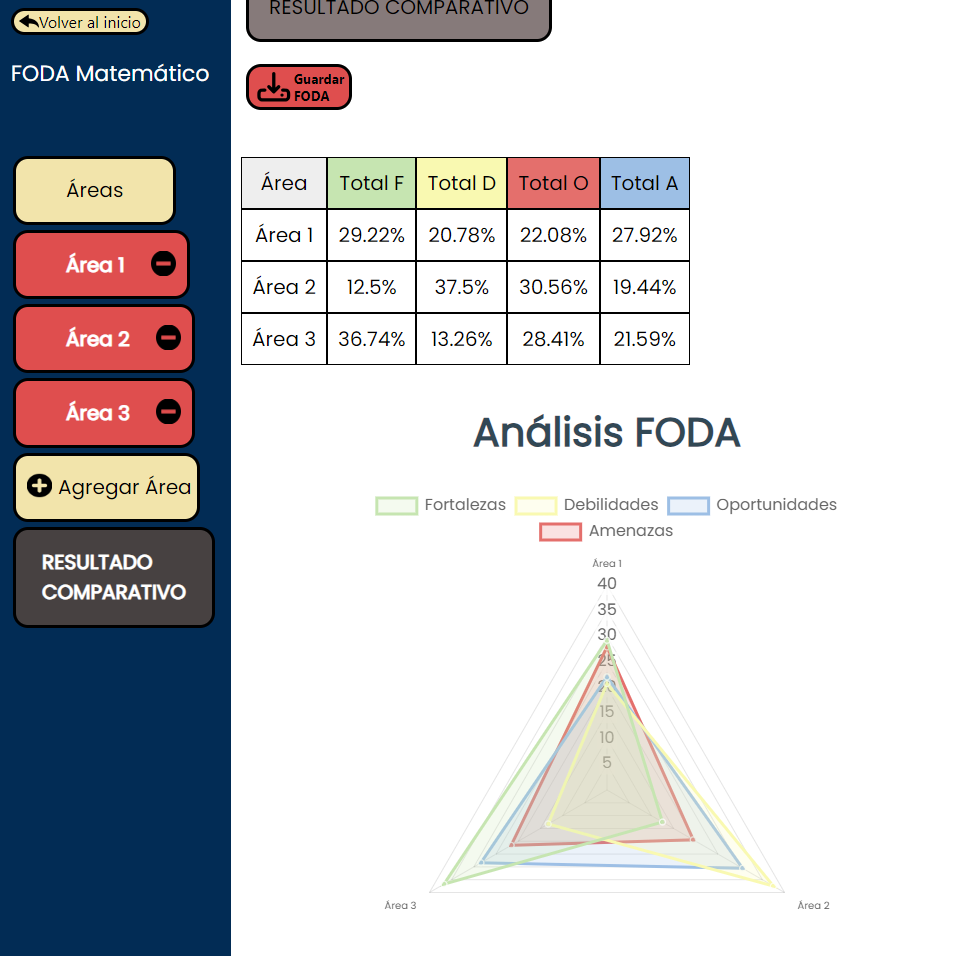 Volver al inicio
FODA Matemático
Áreas
Área 1
Área 2
Área 3
Agregar Área
RESULTADO
COMPARATIVO
RESULTADO COMPARATIVO
Guardar
FODA
Área Total F Total D Total O Total A
Área 1 29.22% 20.78% 22.08% 27.92%
Área 2 12.5% 37.5% 30.56% 19.44%
Área 3 36.74% 13.26% 28.41% 21.59%
Análisis FODA
Fortalezas Debilidades Oportunidades
Amenazas
Área 1
40
35
30
25
20
15
10
5
Área 3 Área 2